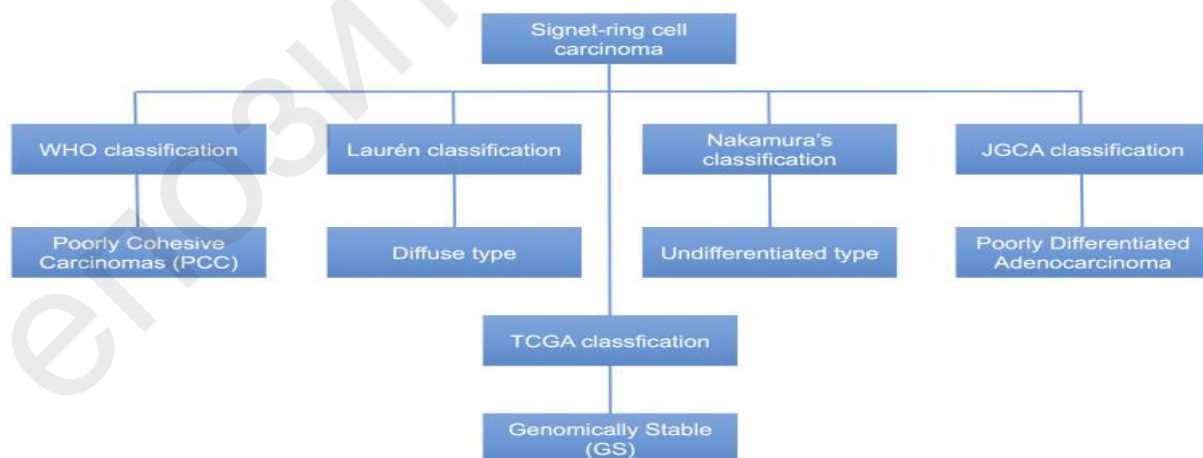 Signet-ring cell
carcinoma
WHO classification
Laurén classification
Nakamura's
classification
JGCA classification
Poorly Cohesive
Carcinomas (PCC)
Diffuse type
Undifferentiated type
Poorly Differentiated
Adenocarcinoma
TCGA classfication
Genomically Stable
(GS)